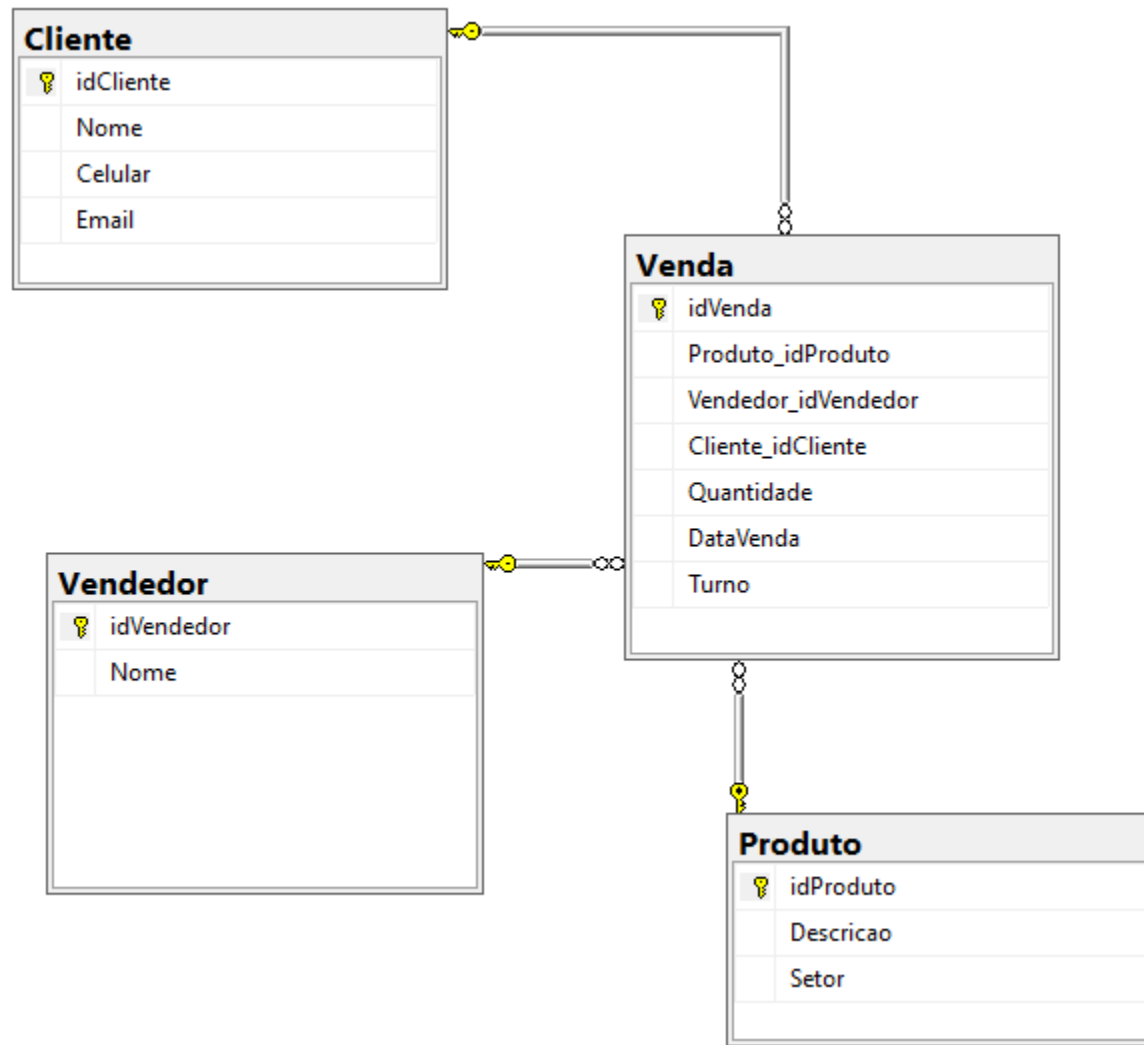 Cliente
idCliente
Nome
Celular
Email
Venda
idVenda
Produto_idProduto
Vendedor_idVendedor
Cliente_idCliente
Quantidade
DataVenda
Turno
Vendedor
idVendedor
Nome
Produto
idProduto
Descricao
Setor